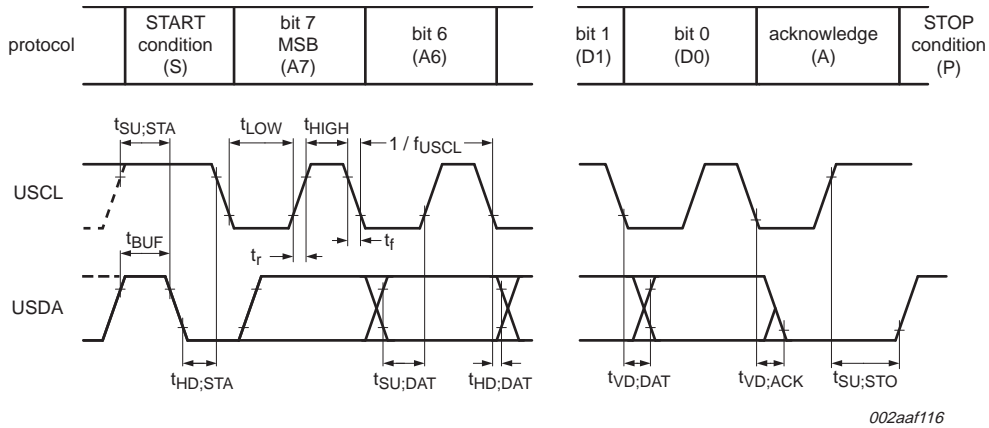 protocol
START
condition
(S)
bit 7
MSB
(A7)
bit 6
(A6)
bit 1
(D1)
bit 0
(D0)
acknowledge
(A)
STOP
condition
(P)
tSU;STA
tLOW
tHIGH
1 / fUSCL
USCL
tBUF
tr
tf
USDA
tHD;STA
tSU;DAT
tHD;DAT
tVD;DAT
tVD;ACK
tSU;STO
002aaf116